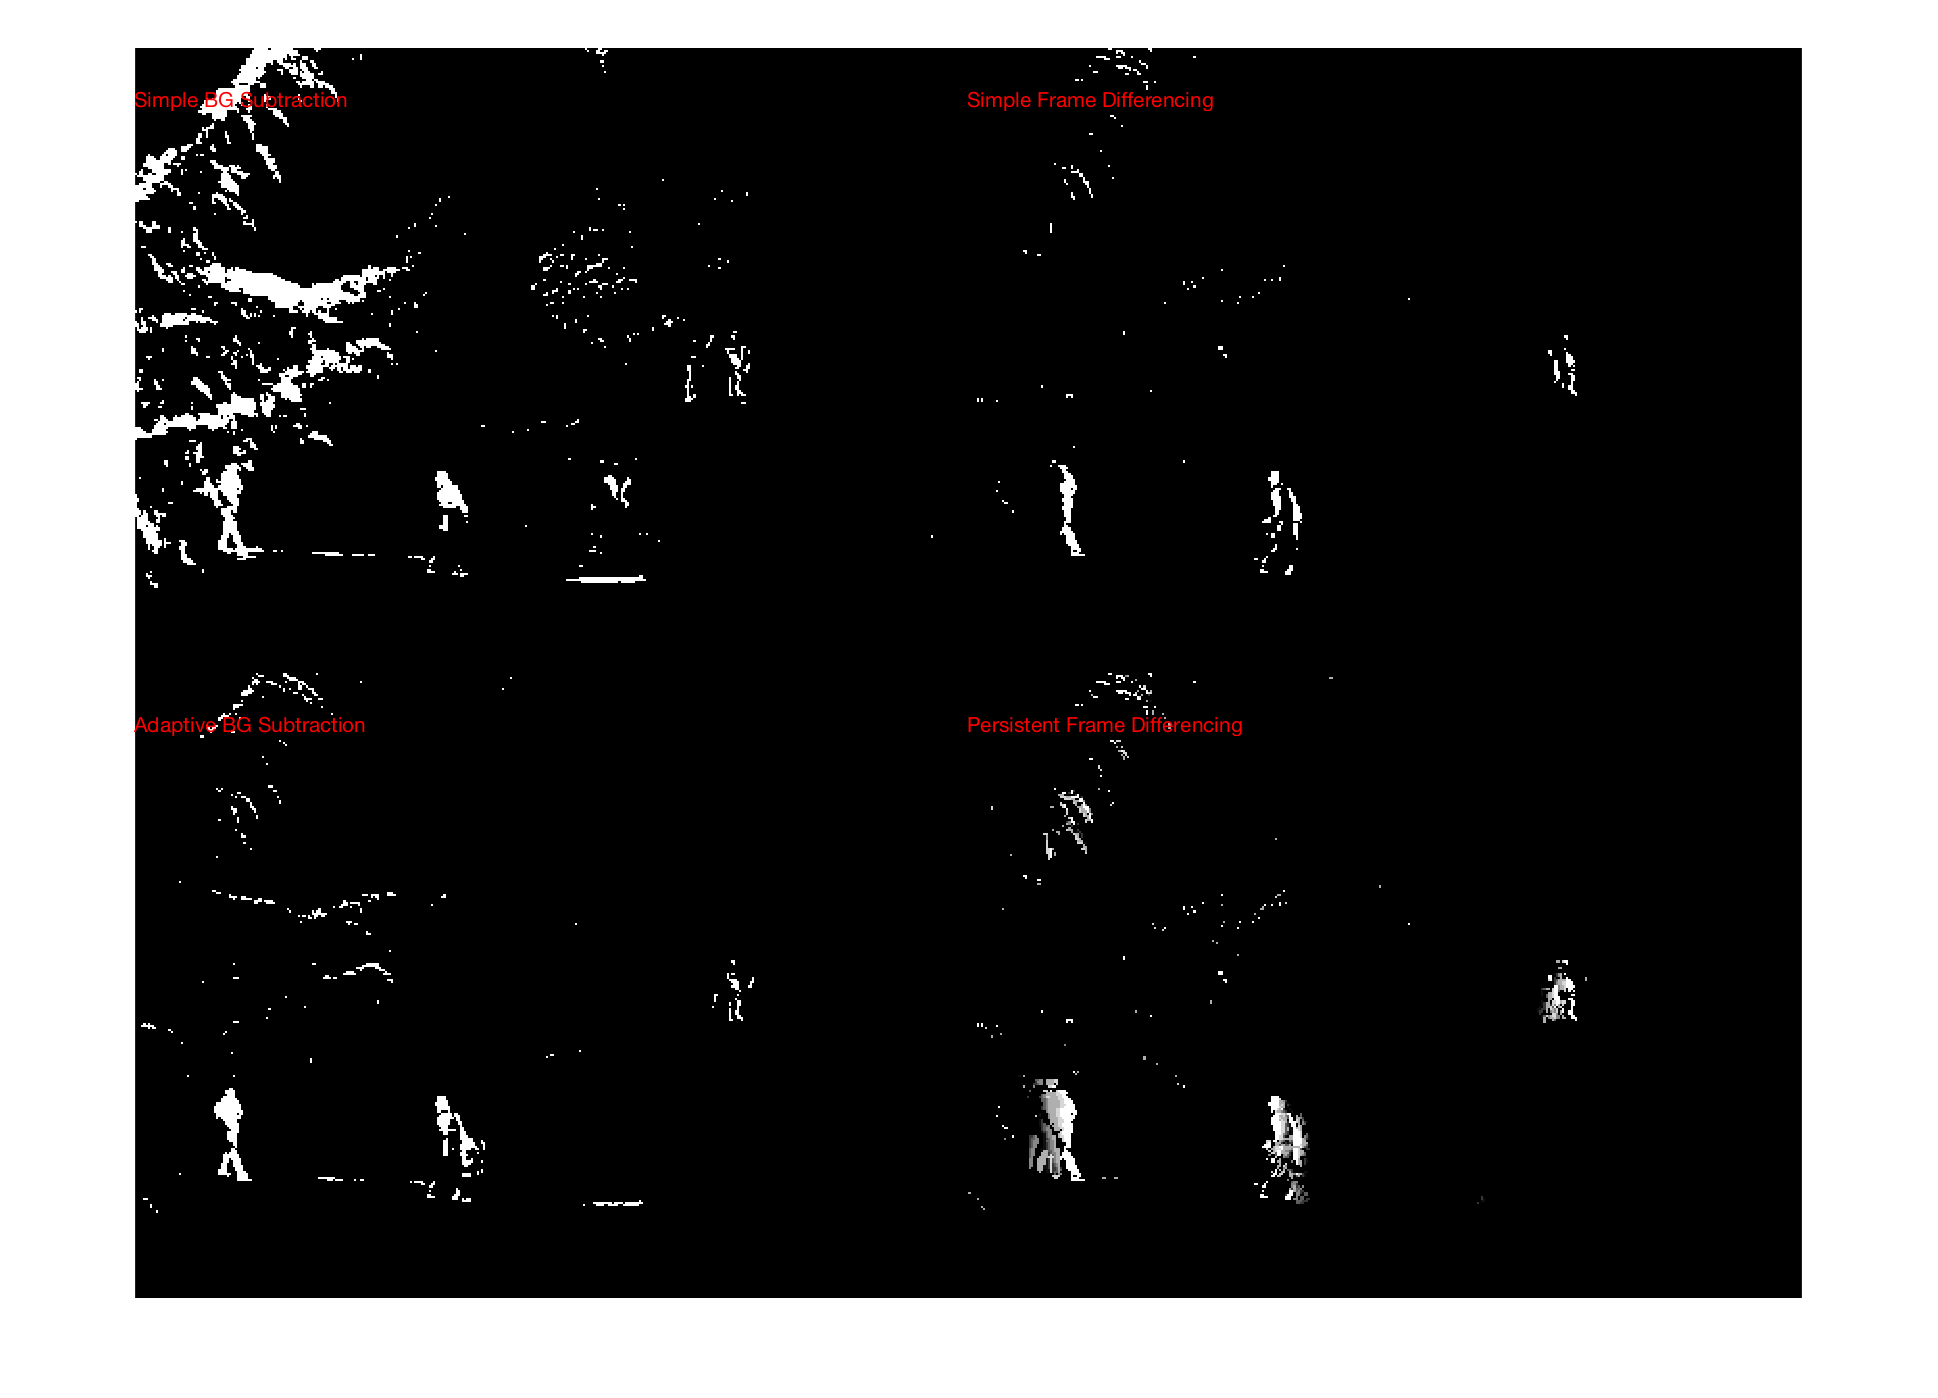 Simple BG Subtraction
Simple Frame Differencing
Adaptive BG Subtraction
Persistent Frame Differencing